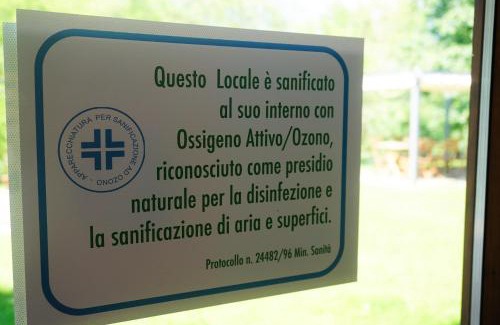 Questo Locale è sanificato
al suo interno con
Ossigeno Attivo/Ozono,
riconosciuto come presidio
naturale per la disinfezione e
la sanificazione di aria e superfici.
Protocollo n. 24482/96 Min. Sanità
APPARECCHIATURA PER SANIFICAZIONE AD OZONO -